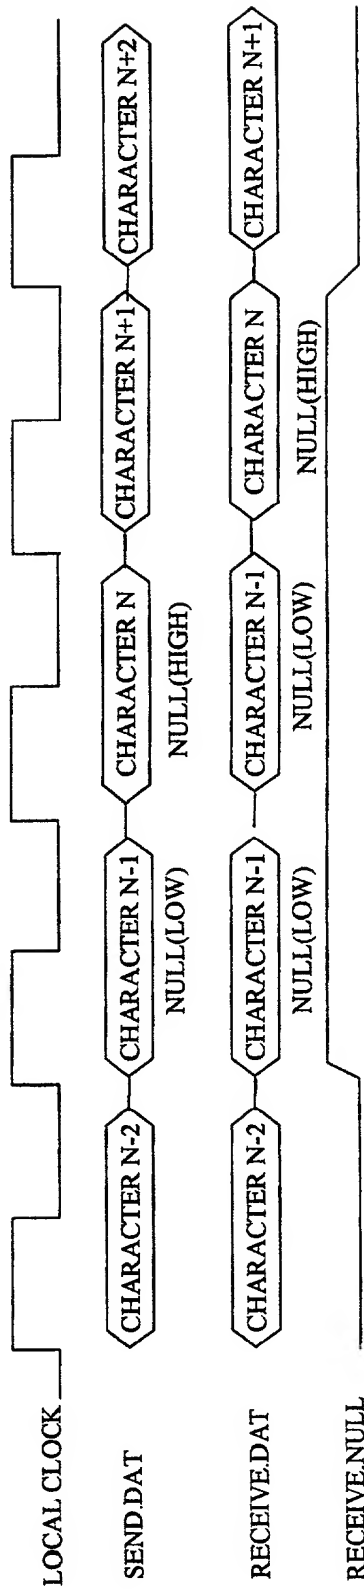 LOCAL CLOCK
SEND.DAT
CHARACTER N-2
CHARACTER N-1
CHARACTER N
CHARACTER N+1
CHARACTER N+2
NULL(LOW)
NULL(HIGH)
RECEIVE.DAT
CHARACTER N-2
CHARACTER N-1
CHARACTER N-1
CHARACTER N
CHARACTER N+1
NULL(LOW)
NULL(LOW)
NULL(HIGH)
RECEIVE.NULL